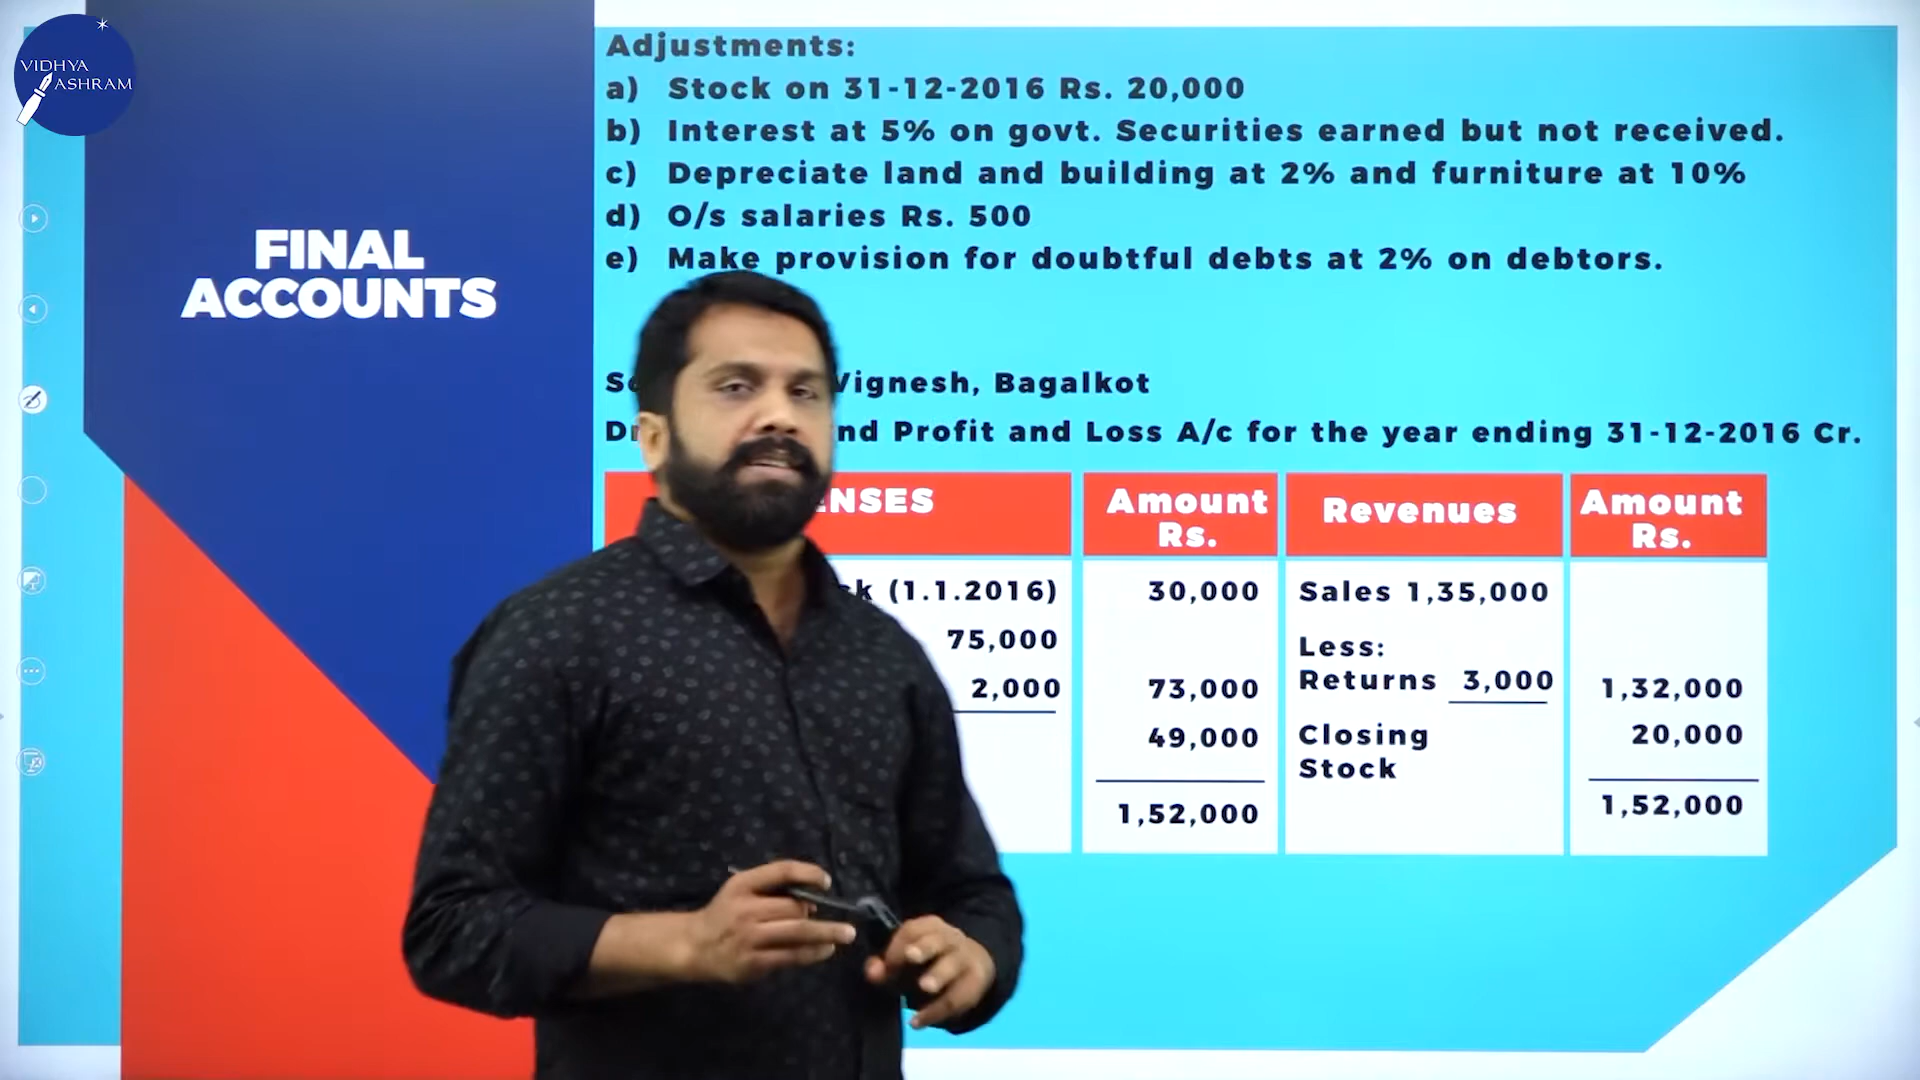 VIDHYA
ASHRAM
FINAL
ACCOUNTS
Adjustments:
a) Stock on 31-12-2016 Rs. 20,000
b) Interest at 5% on govt. Securities earned but not received.
c) Depreciate land and building at 2% and furniture at 10%
d) O/s salaries Rs. 500
e) Make provision for doubtful debts at 2% on debtors.
Vignesh, Bagalkot
Profit and Loss A/c for the year ending 31-12-2016 Cr.
Amount Rs. Revenues Amount Rs.
(1.1.2016) 30,000 Sales 1,35,000
75,000 Less:
2,000 73,000 Returns 3,000 1,32,000
49,000 Closing 20,000
Stock
1,52,000 1,52,000